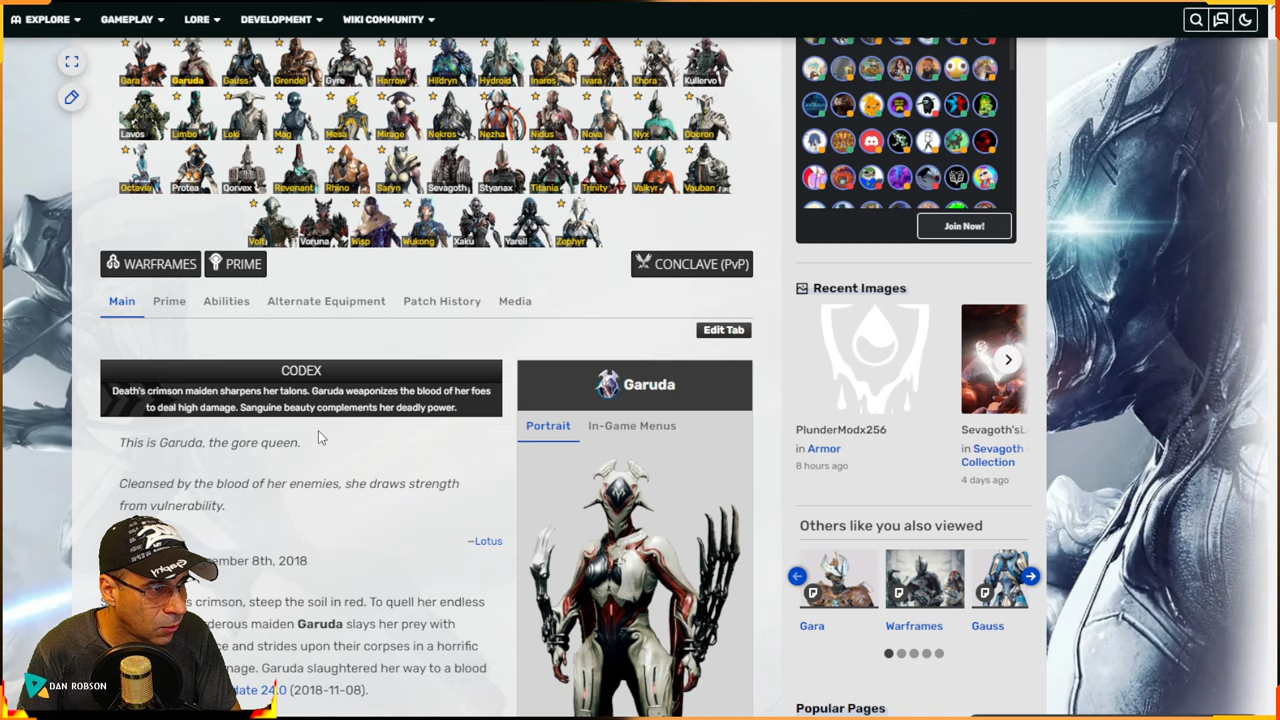 EXPLORE GAMEPLAY LORE DEVELOPMENT WIKI COMMUNITY
Gara Garuda Gauss Grendel Gyre Harrow Hildryn Hydroid Inaros Ivara Khora Kullervo
Lavos Limbo Loki Mag Mesa Mirage Nekros Nezha Nidus Nova Nyx Oberon
Octavia Protea Qorvex Revenant Rhino Saryn Sevagoth Styanax Titania Trinity Valkyr Vauban
Volt Voruna Wisp Wukong Xaku Yareli Zephyr
WARFRAMES PRIME CONCLAVE (PvP)
Main Prime Abilities Alternate Equipment Patch History Media
Edit Tab
CODEX
Death's crimson maiden sharpens her talons. Garuda weaponizes the blood of her foes
to deal high damage. Sanguine beauty complements her deadly power.
This is Garuda, the gore queen.
Cleansed by the blood of her enemies, she draws strength
from vulnerability.
—Lotus
ember 8th, 2018
s crimson, steep the soil in red. To quell her endless
derous maiden Garuda slays her prey with
ce and strides upon their corpses in a horrific
nage. Garuda slaughtered her way to a blood
date 24.0 (2018-11-08).
Garuda
Portrait In-Game Menus
Join Now!
Recent Images
PlunderModx256
in Armor
8 hours ago
Sevagoth'sL
in Sevagoth
Collection
4 days ago
Others like you also viewed
Gara Warframes Gauss
Popular Pages
DAN ROBSON